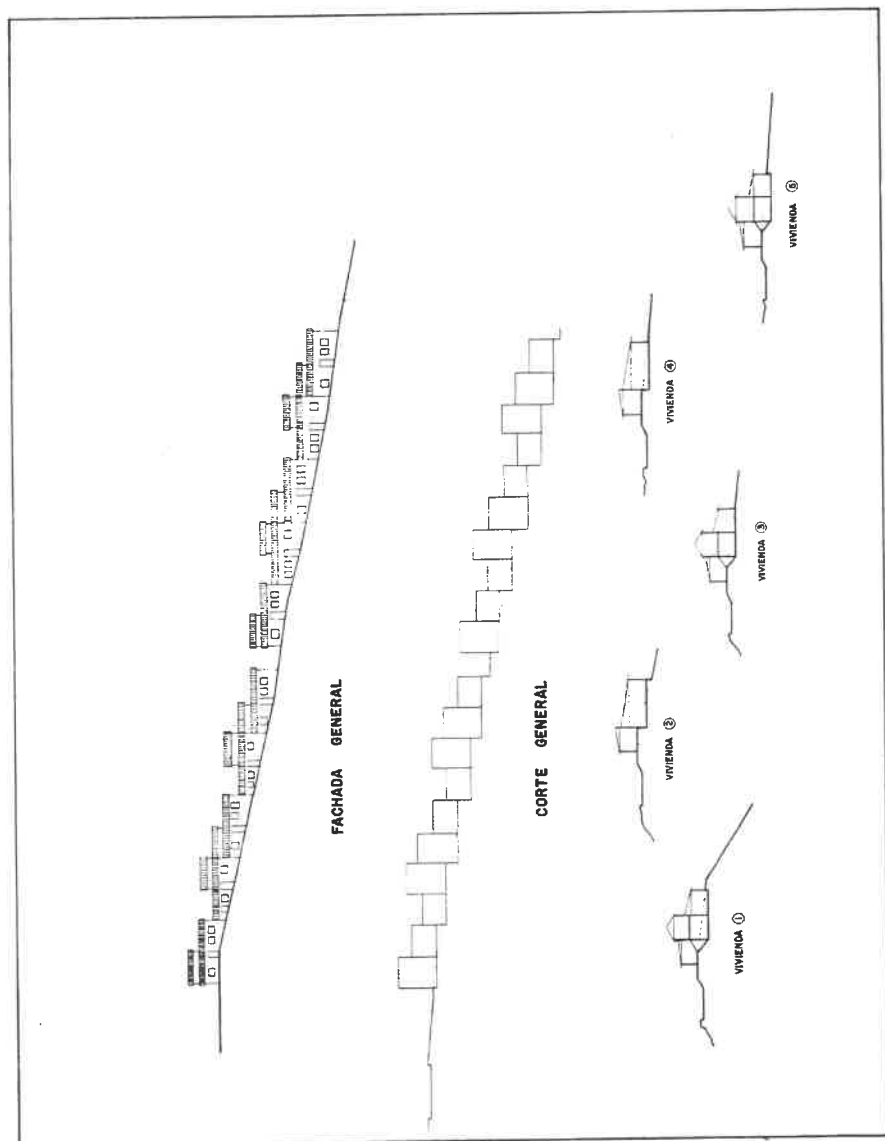 FACHADA GENERAL
CORTE GENERAL
VIVIENDA ①
VIVIENDA ②
VIVIENDA ③
VIVIENDA ④
VIVIENDA ⑤